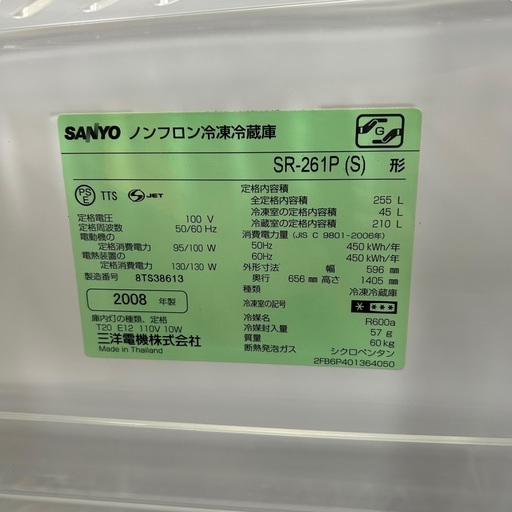 SANYO ノンフロン冷凍冷蔵庫
G
SR-261P (S) 形
PS E TTS S JET
定格電圧 100 V
定格周波数 50/60 Hz
電動機の
定格消費電力 95/100 W
電熱装置の
定格消費電力 130/130 W
製造番号 8TS38613
2008 年製
庫内灯の種類、定格
T20 E12 110V 10W
三洋電機株式会社
Made in Thailand
定格内容積
全定格内容積 255 L
冷凍室の定格内容積 45 L
冷蔵室の定格内容積 210 L
消費電力量 (JIS C 9801-2006年)
50Hz 450 kWh/年
60Hz 450 kWh/年
外形寸法 幅 596 mm
奥行 656 mm 高さ 1405 mm
種類 冷凍冷蔵庫
冷凍室の記号
冷媒名 R600a
冷媒封入量 57 g
質量 60 kg
断熱発泡ガス シクロペンタン
2FB6P401364050